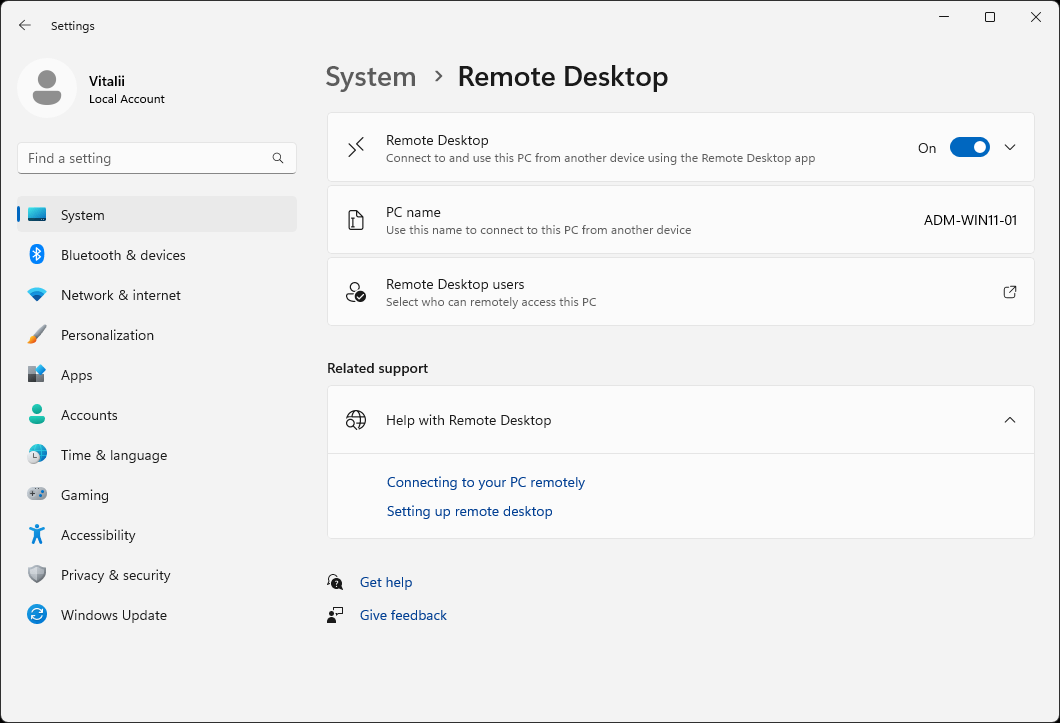 Settings
Vitalii
Local Account
Find a setting
System
Bluetooth & devices
Network & internet
Personalization
Apps
Accounts
Time & language
Gaming
Accessibility
Privacy & security
Windows Update
System › Remote Desktop
Remote Desktop
Connect to and use this PC from another device using the Remote Desktop app
On
PC name
Use this name to connect to this PC from another device
ADM-WIN11-01
Remote Desktop users
Select who can remotely access this PC
Related support
Help with Remote Desktop
Connecting to your PC remotely
Setting up remote desktop
Get help
Give feedback